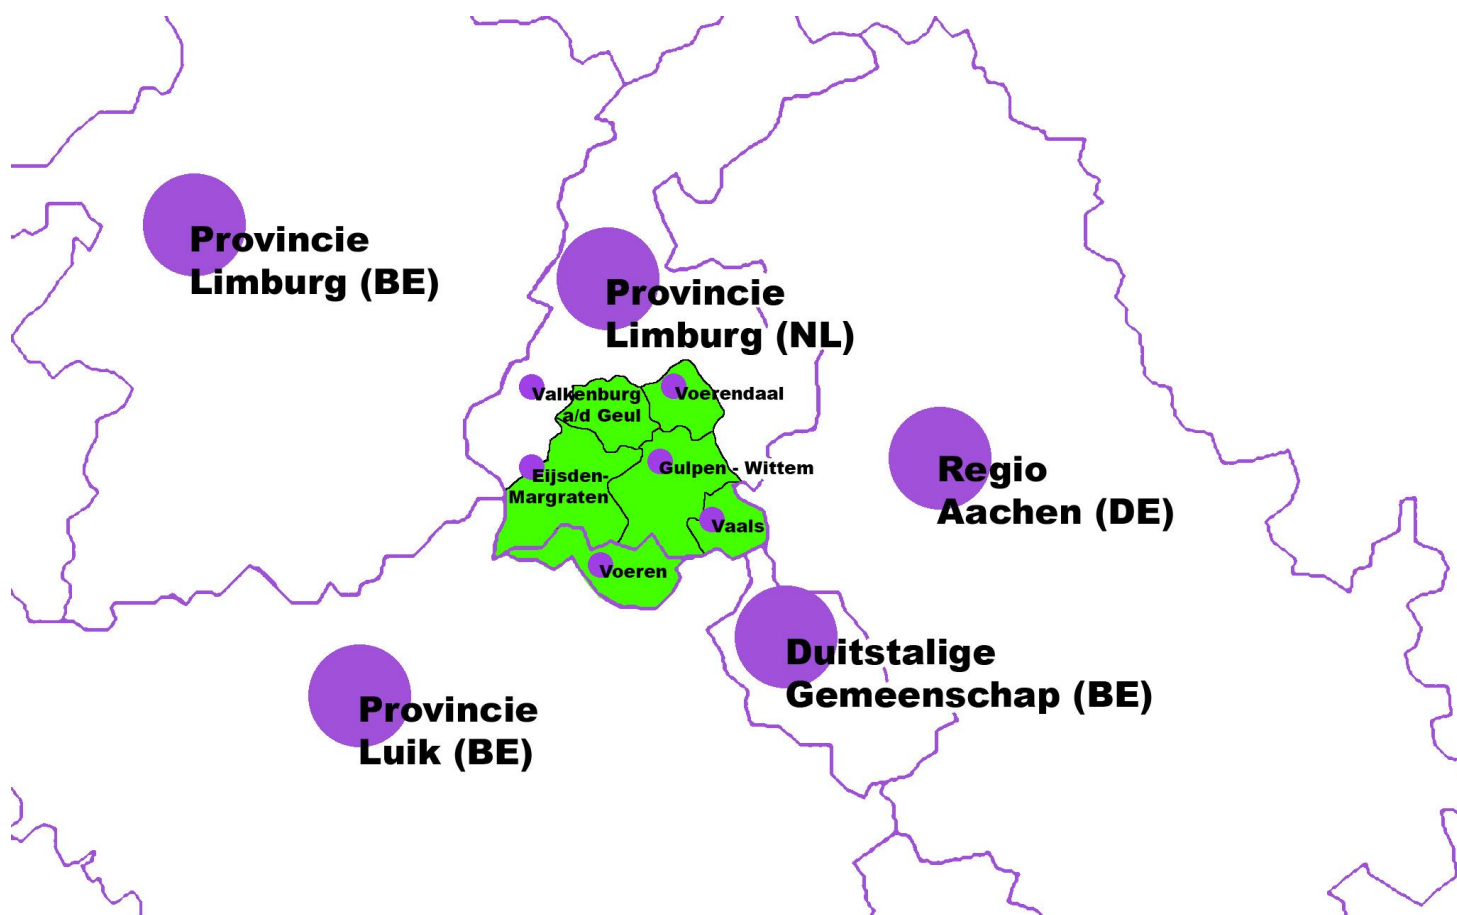 Provincie
Limburg (BE)
Provincie
Limburg (NL)
Valkenburg
a/d Geul
Voerendaal
Eijsden-
Margraten
Gulpen - Wittem
Vaals
Voeren
Regio
Aachen (DE)
Duitstalige
Gemeenschap (BE)
Provincie
Luik (BE)